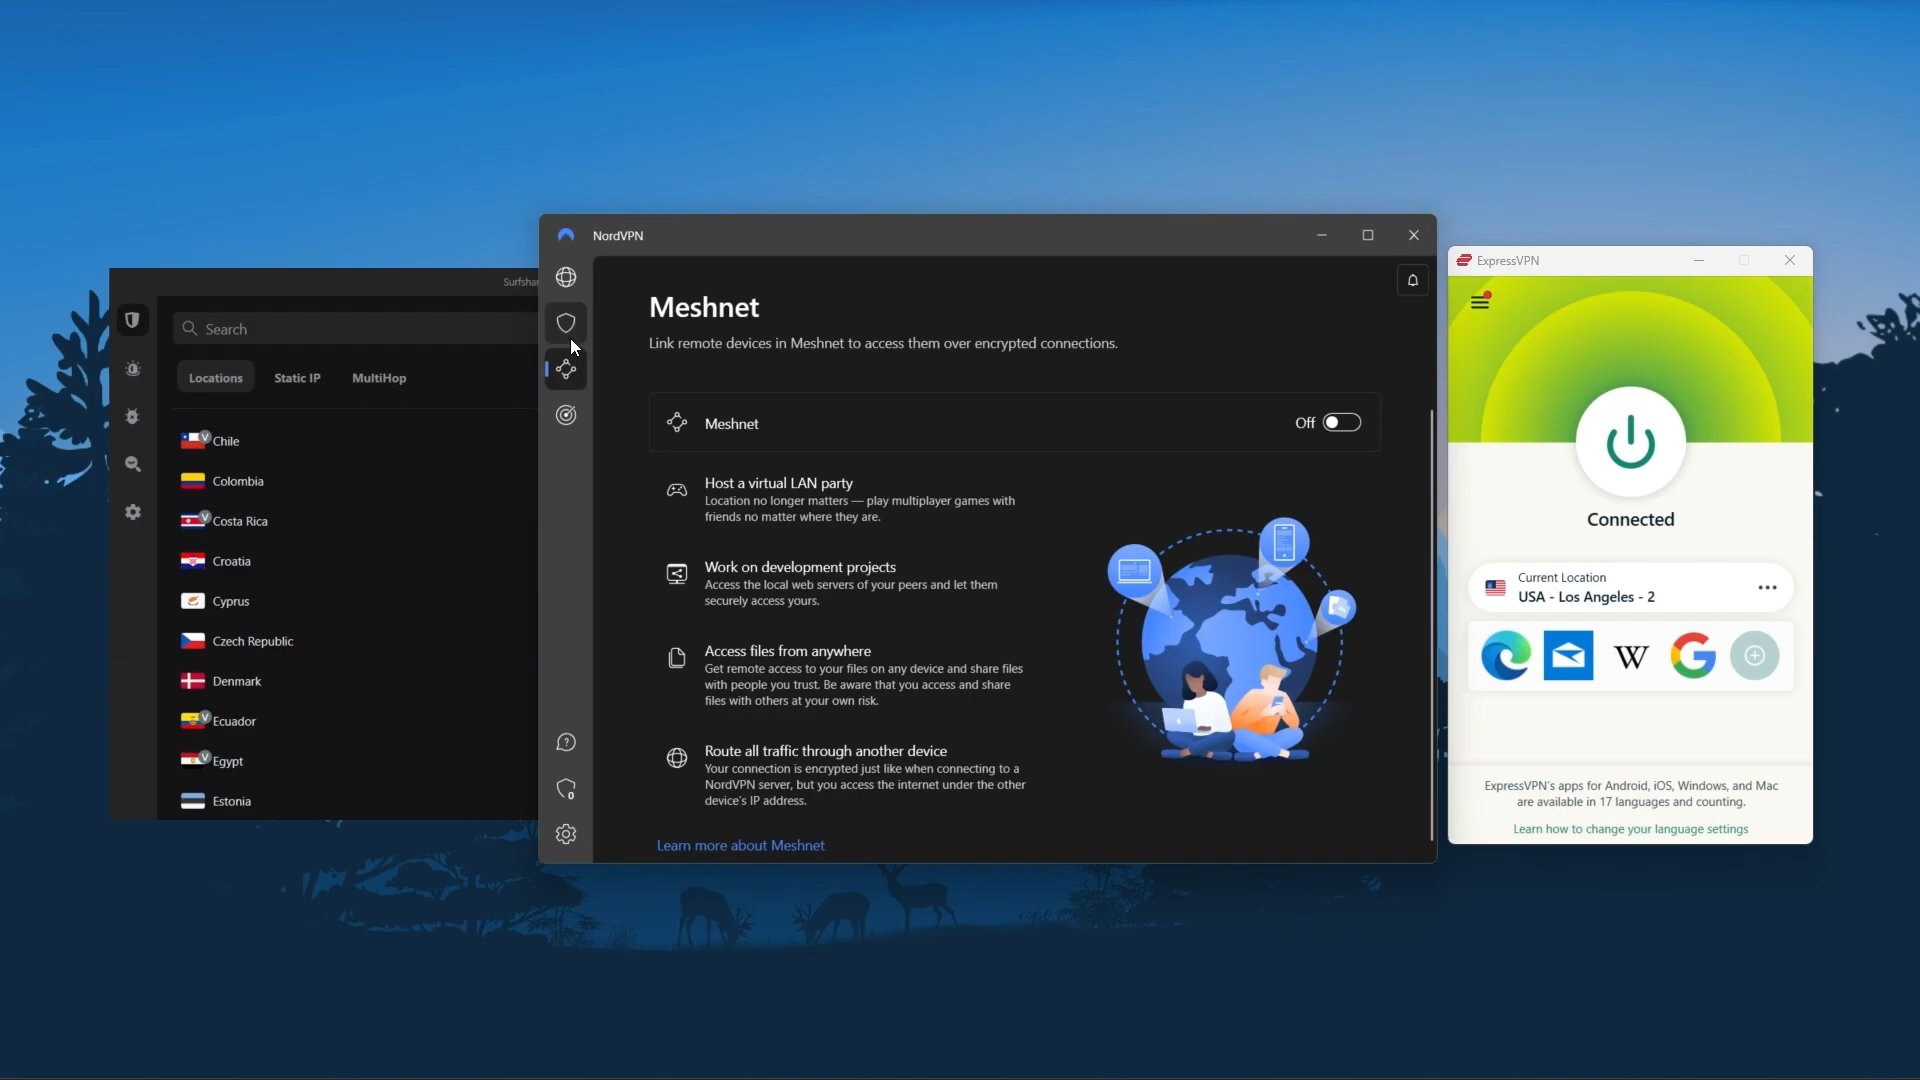 Surfshar
Search
Locations
Static IP
MultiHop
Chile
Colombia
Costa Rica
Croatia
Cyprus
Czech Republic
Denmark
Ecuador
Egypt
Estonia
NordVPN
Meshnet
Link remote devices in Meshnet to access them over encrypted connections.
Meshnet
Off
Host a virtual LAN party
Location no longer matters — play multiplayer games with
friends no matter where they are.
Work on development projects
Access the local web servers of your peers and let them
securely access yours.
Access files from anywhere
Get remote access to your files on any device and share files
with people you trust. Be aware that you access and share
files with others at your own risk.
Route all traffic through another device
Your connection is encrypted just like when connecting to a
NordVPN server, but you access the internet under the other
device's IP address.
Learn more about Meshnet
ExpressVPN
Connected
Current Location
USA - Los Angeles - 2
W
G
ExpressVPN's apps for Android, iOS, Windows, and Mac
are available in 17 languages and counting.
Learn how to change your language settings